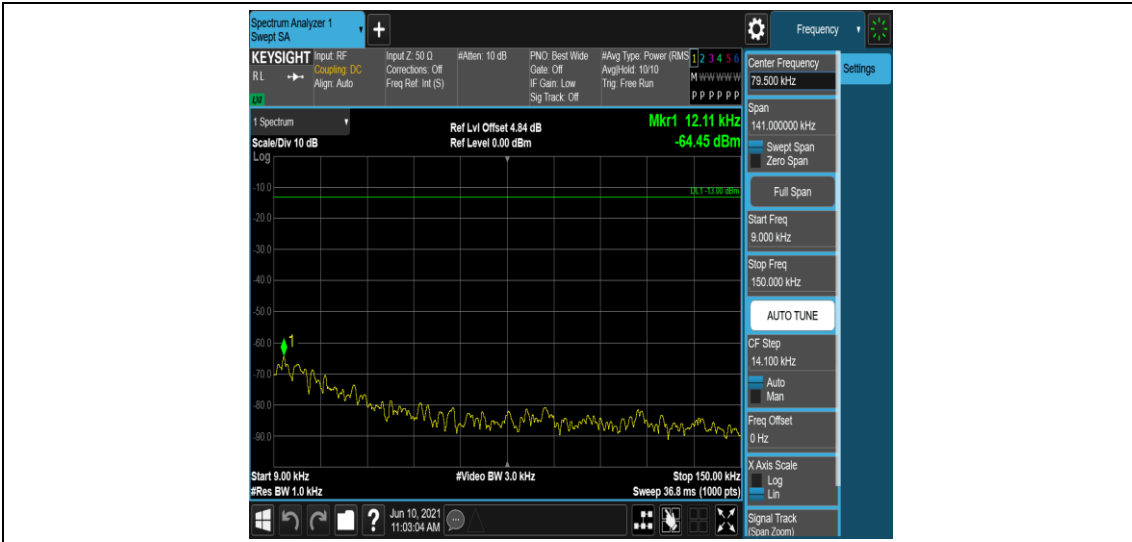 Spectrum Analyzer 1
Swept SA
+
Frequency
KEYSIGHT
RL
LXI
Input: RF
Coupling: DC
Align: Auto
Input Z: 50 Ω
Corrections: Off
Freq Ref: Int (S)
#Atten: 10 dB
PNO: Best Wide
Gate: Off
IF Gain: Low
Sig Track: Off
#Avg Type: Power (RMS
Avg|Hold: 10/10
Trig: Free Run
1 2 3 4 5 6
M W W W W W
P P P P P P
Center Frequency
79.500 kHz
Settings
Span
141.000000 kHz
Swept Span
Zero Span
Full Span
Start Freq
9.000 kHz
Stop Freq
150.000 kHz
AUTO TUNE
CF Step
14.100 kHz
Auto
Man
Freq Offset
0 Hz
X Axis Scale
Log
Lin
Signal Track
(Span Zoom)
1 Spectrum
Scale/Div 10 dB
Log
Ref Lvl Offset 4.84 dB
Ref Level 0.00 dBm
Mkr1 12.11 kHz
-64.45 dBm
DL1 -13.00 dBm
-10.0
-20.0
-30.0
-40.0
-50.0
-60.0
1
-70.0
-80.0
-90.0
Start 9.00 kHz
#Res BW 1.0 kHz
#Video BW 3.0 kHz
Stop 150.00 kHz
Sweep 36.8 ms (1000 pts)
?
Jun 10, 2021
11:03:04 AM